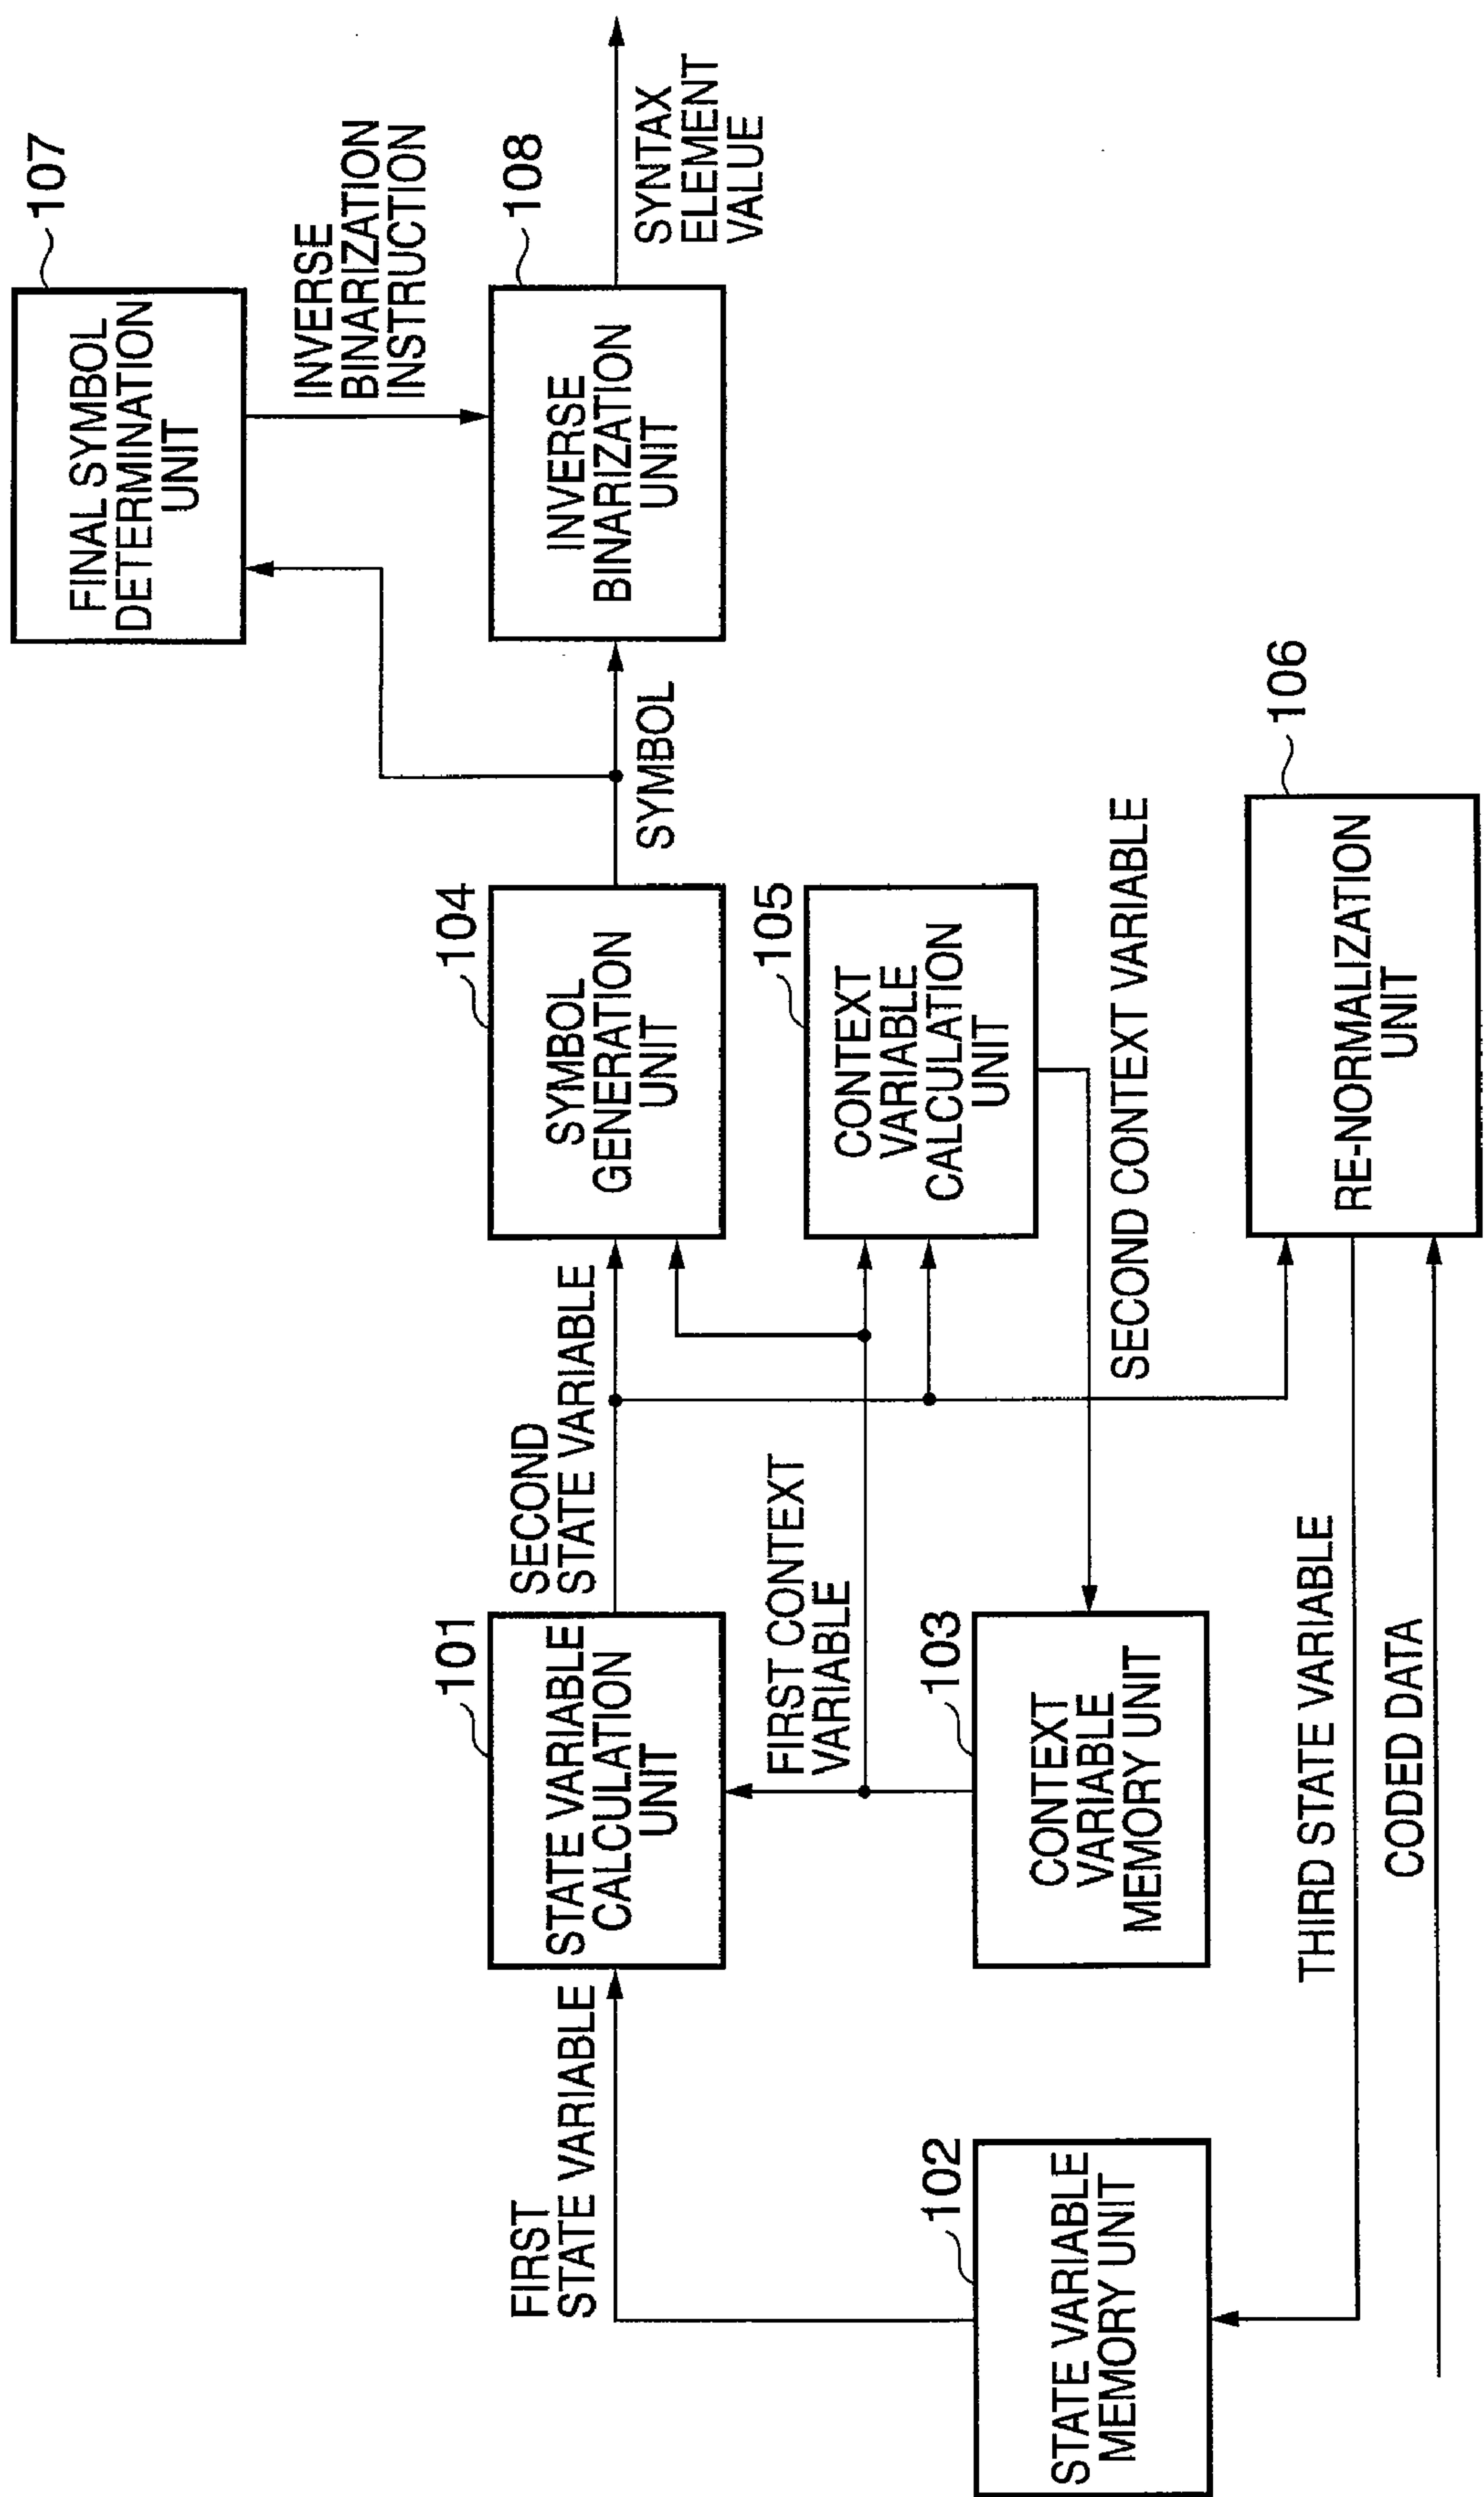 107
FINAL SYMBOL
DETERMINATION
UNIT
INVERSE
BINARIZATION
INSTRUCTION
108
INVERSE
BINARIZATION
UNIT
SYNTAX
ELEMENT
VALUE
SYMBOL
104
SYMBOL
GENERATION
UNIT
SECOND
STATE VARIABLE
101
STATE VARIABLE
CALCULATION
UNIT
FIRST
STATE VARIABLE
105
CONTEXT
VARIABLE
CALCULATION
UNIT
FIRST CONTEXT
VARIABLE
103
CONTEXT
VARIABLE
MEMORY UNIT
102
STATE VARIABLE
MEMORY UNIT
SECOND CONTEXT VARIABLE
106
RE-NORMALIZATION
UNIT
THIRD STATE VARIABLE
CODED DATA